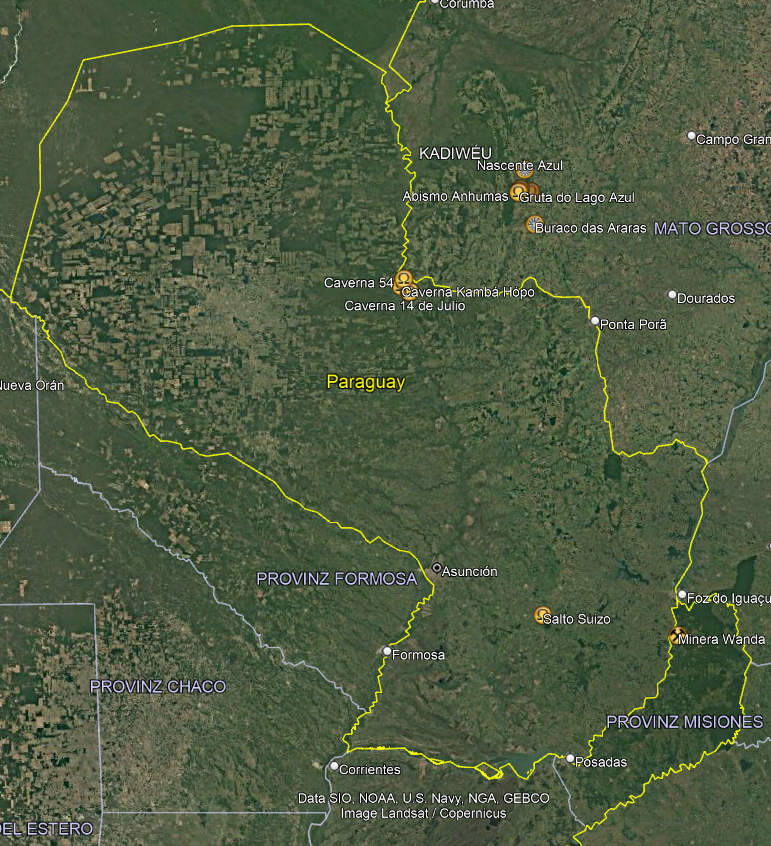 Corumba
Campo Gran
KADIWÉU
Nascente Azul
Abismo Anhumas
Gruta do Lago Azul
Buraco das Araras
MATO GROSSO
Caverna 54
Caverna Kambá Hópo
Caverna 14 de Julio
Dourados
Ponta Porã
Paraguay
Nueva Orán
Asunción
PROVINZ FORMOSA
Foz do Iguaçu
Salto Suizo
Minera Wanda
Formosa
PROVINZ CHACO
PROVINZ MISIONES
Posadas
Corrientes
Data SIO, NOAA, U.S. Navy, NGA, GEBCO
Image Landsat / Copernicus
DEL ESTERO